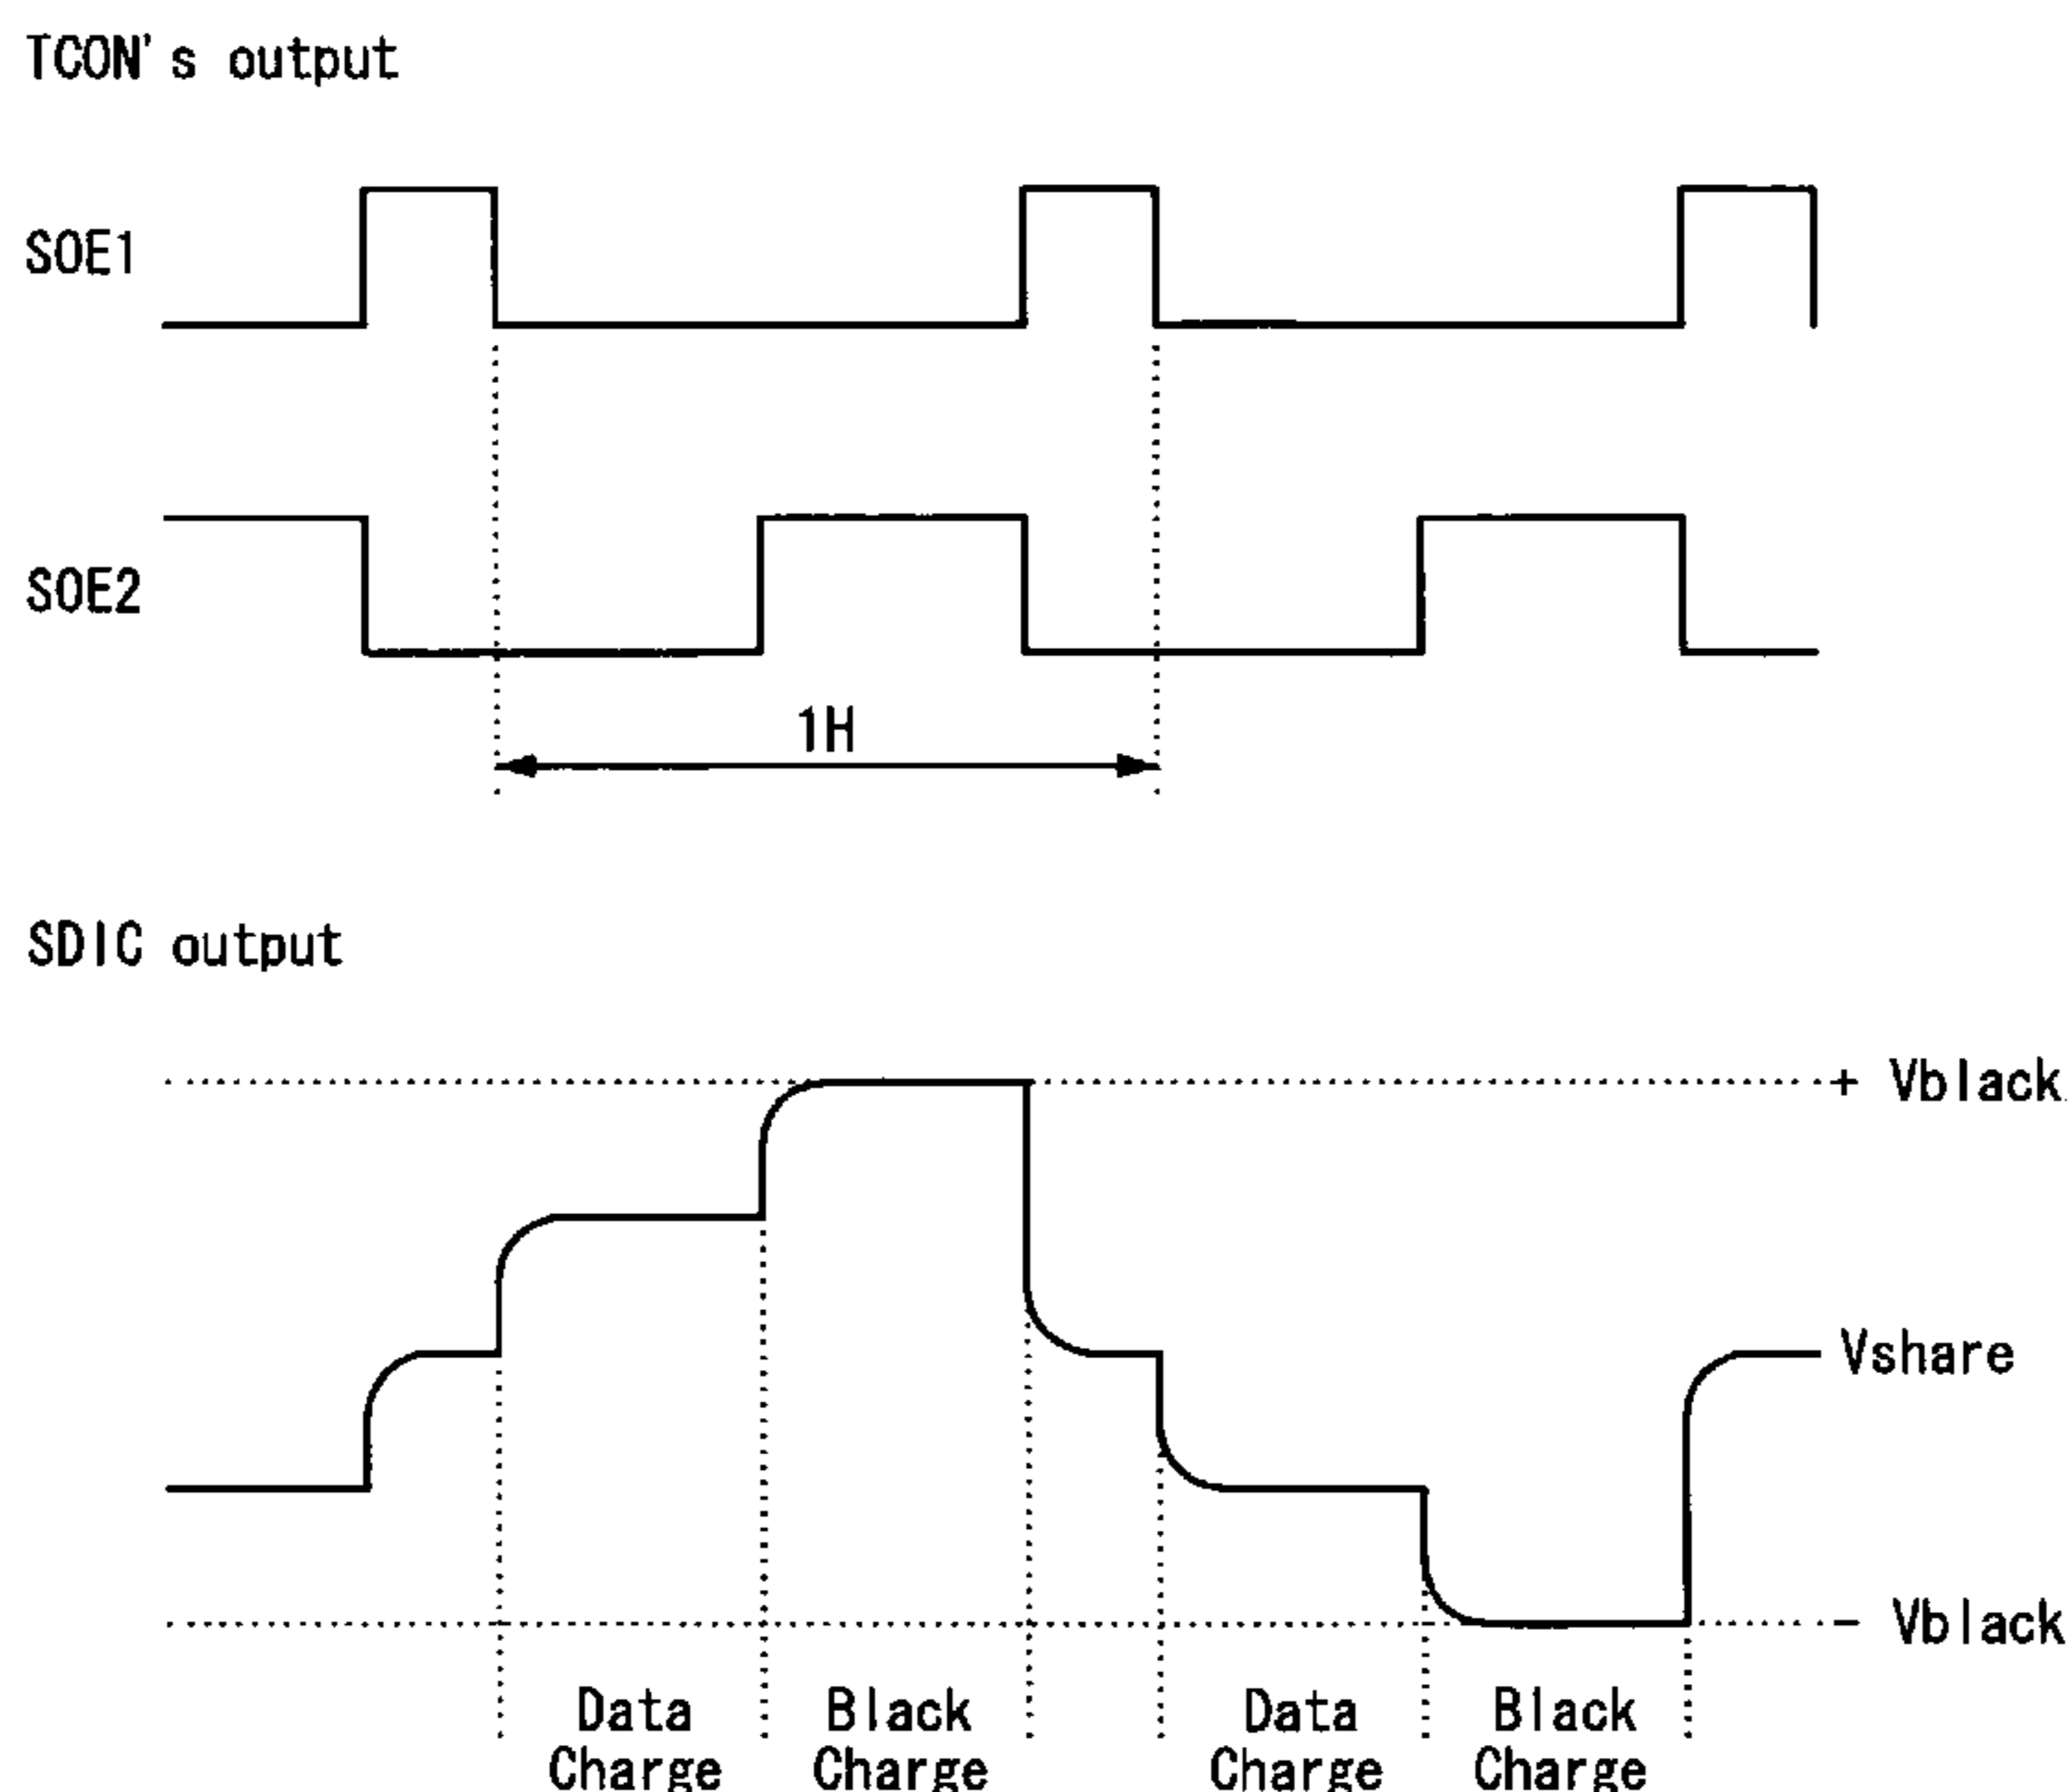 TCON's output
SOE1
SOE2
1H
SDIC output
+ Vblack
Vshare
- Vblack
Data Charge
Black Charge
Data Charge
Black Charge